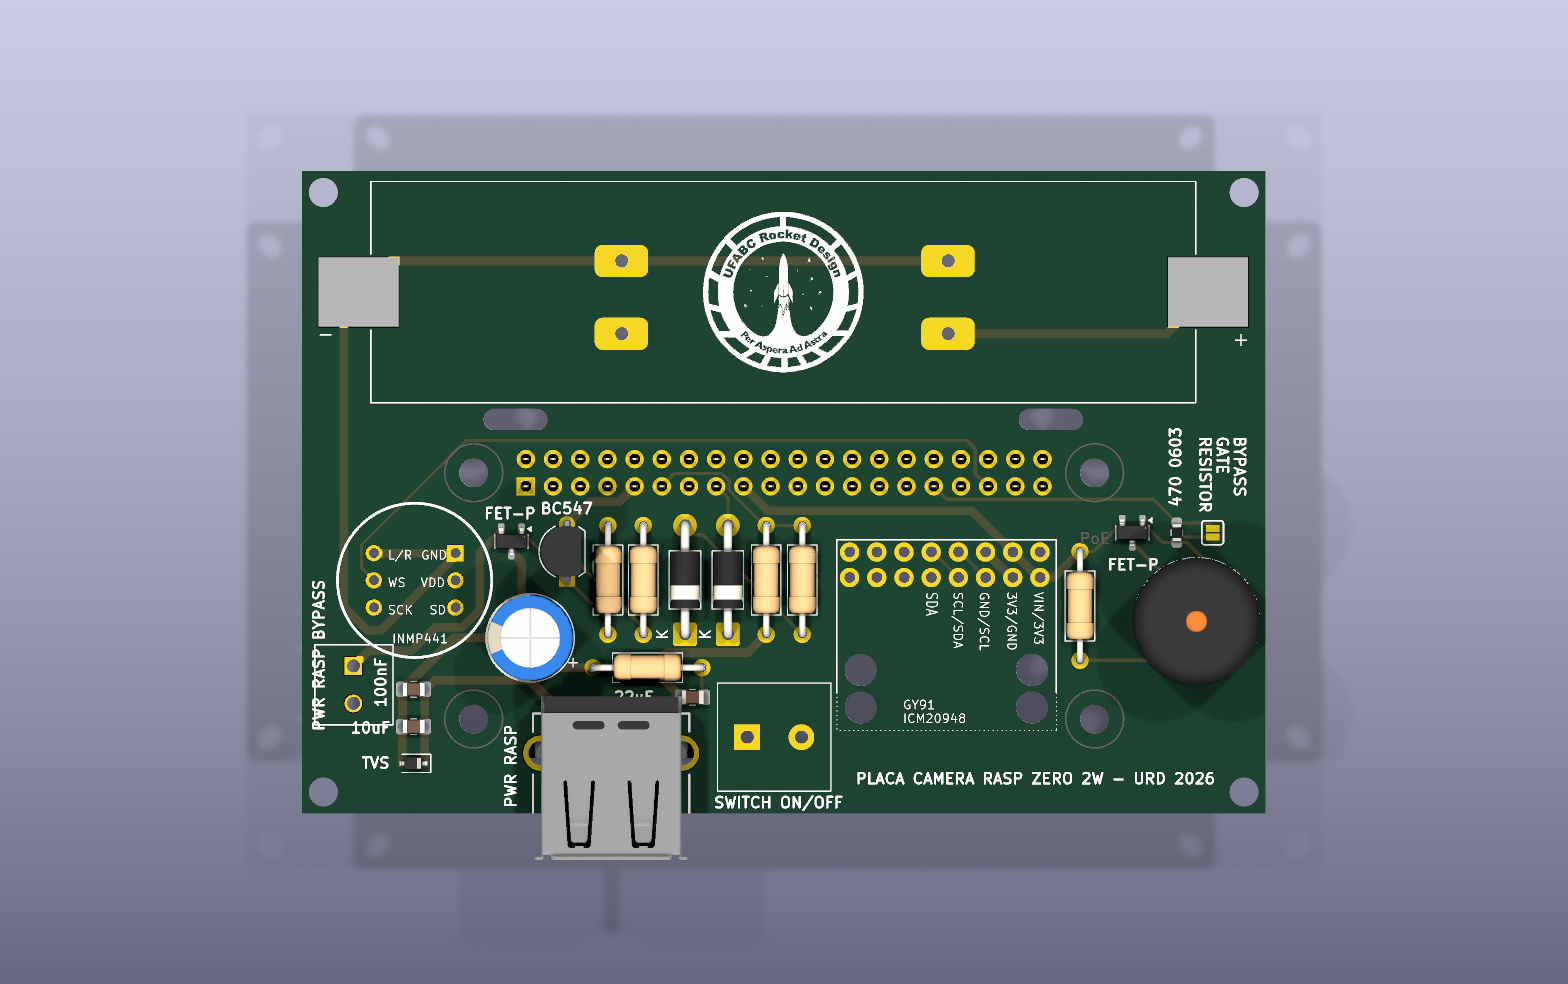 UFABC Rocket Design
Per Aspera Ad Astra
−
+
470 0603
BYPASS
GATE
RESISTOR
FET-P
BC547
L/R GND
WS VDD
SCK SD
INMP441
PWR RASP BYPASS
100nF
10uF
TVS
+
K
K
22uF
PWR RASP
SWITCH ON/OFF
SDA
SCL/SDA
GND/SCL
3V3/GND
VIN/3V3
GY91
ICM20948
PoE
FET-P
PLACA CAMERA RASP ZERO 2W - URD 2026